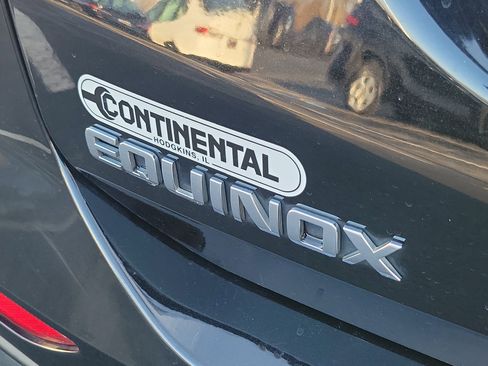 CONTINENTAL
HODGKINS, IL
EQUINOX